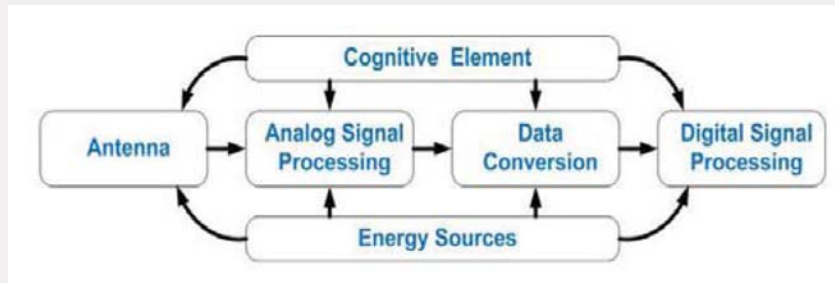 Cognitive Element
Antenna
Analog Signal
Processing
Data
Conversion
Digital Signal
Processing
Energy Sources